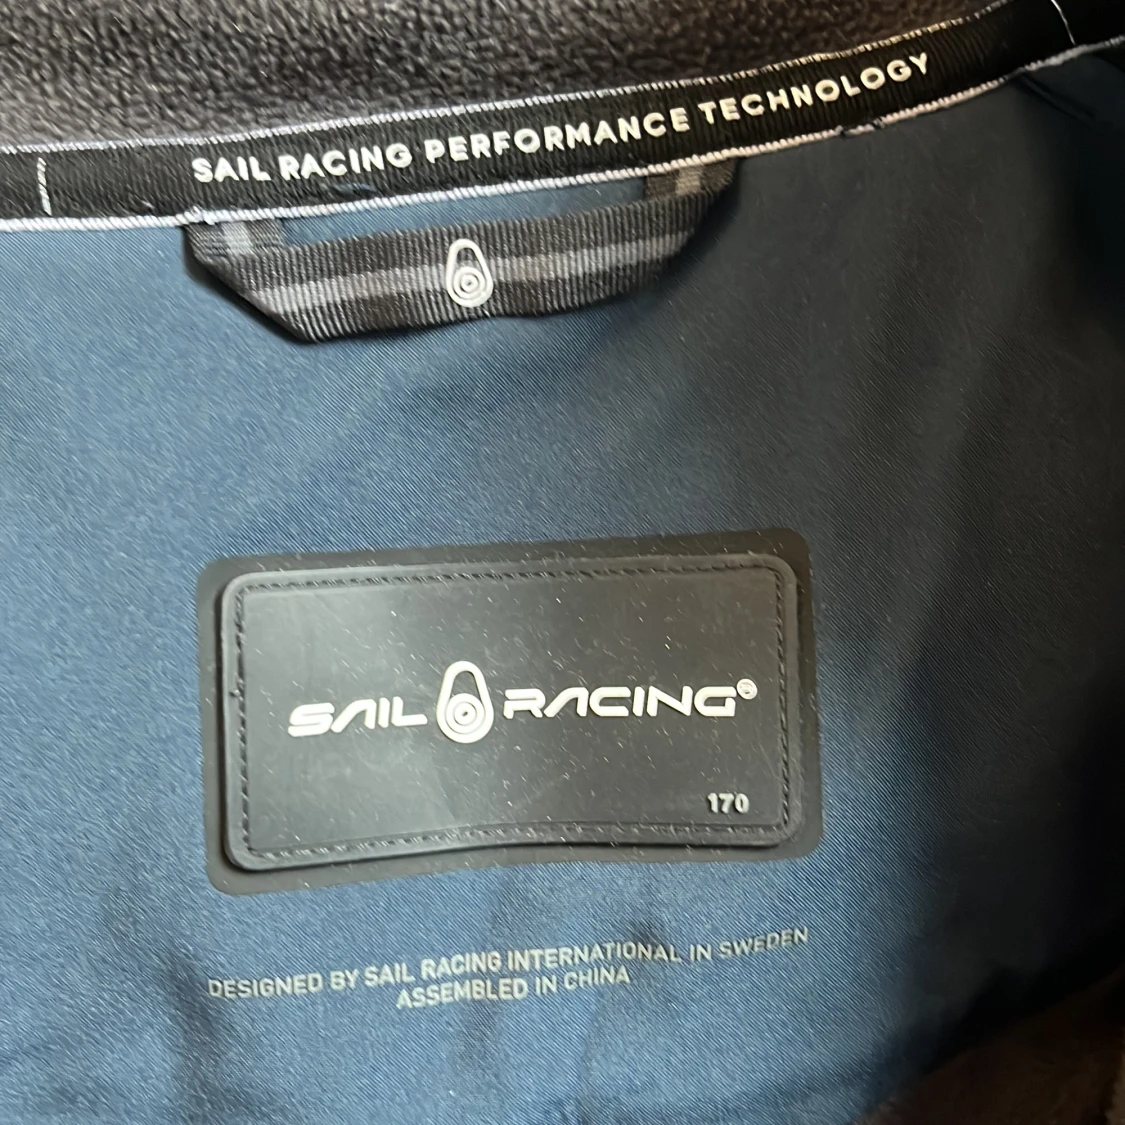 SAIL RACING PERFORMANCE TECHNOLOGY
SAIL RACING®
170
DESIGNED BY SAIL RACING INTERNATIONAL IN SWEDEN
ASSEMBLED IN CHINA